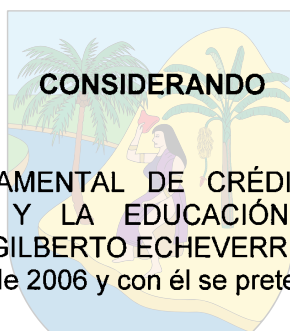 CONSIDERANDO
AMENTAL DE CRÉDI
Y LA EDUCACIÓN
GILBERTO ECHEVERR
de 2006 y con él se prete